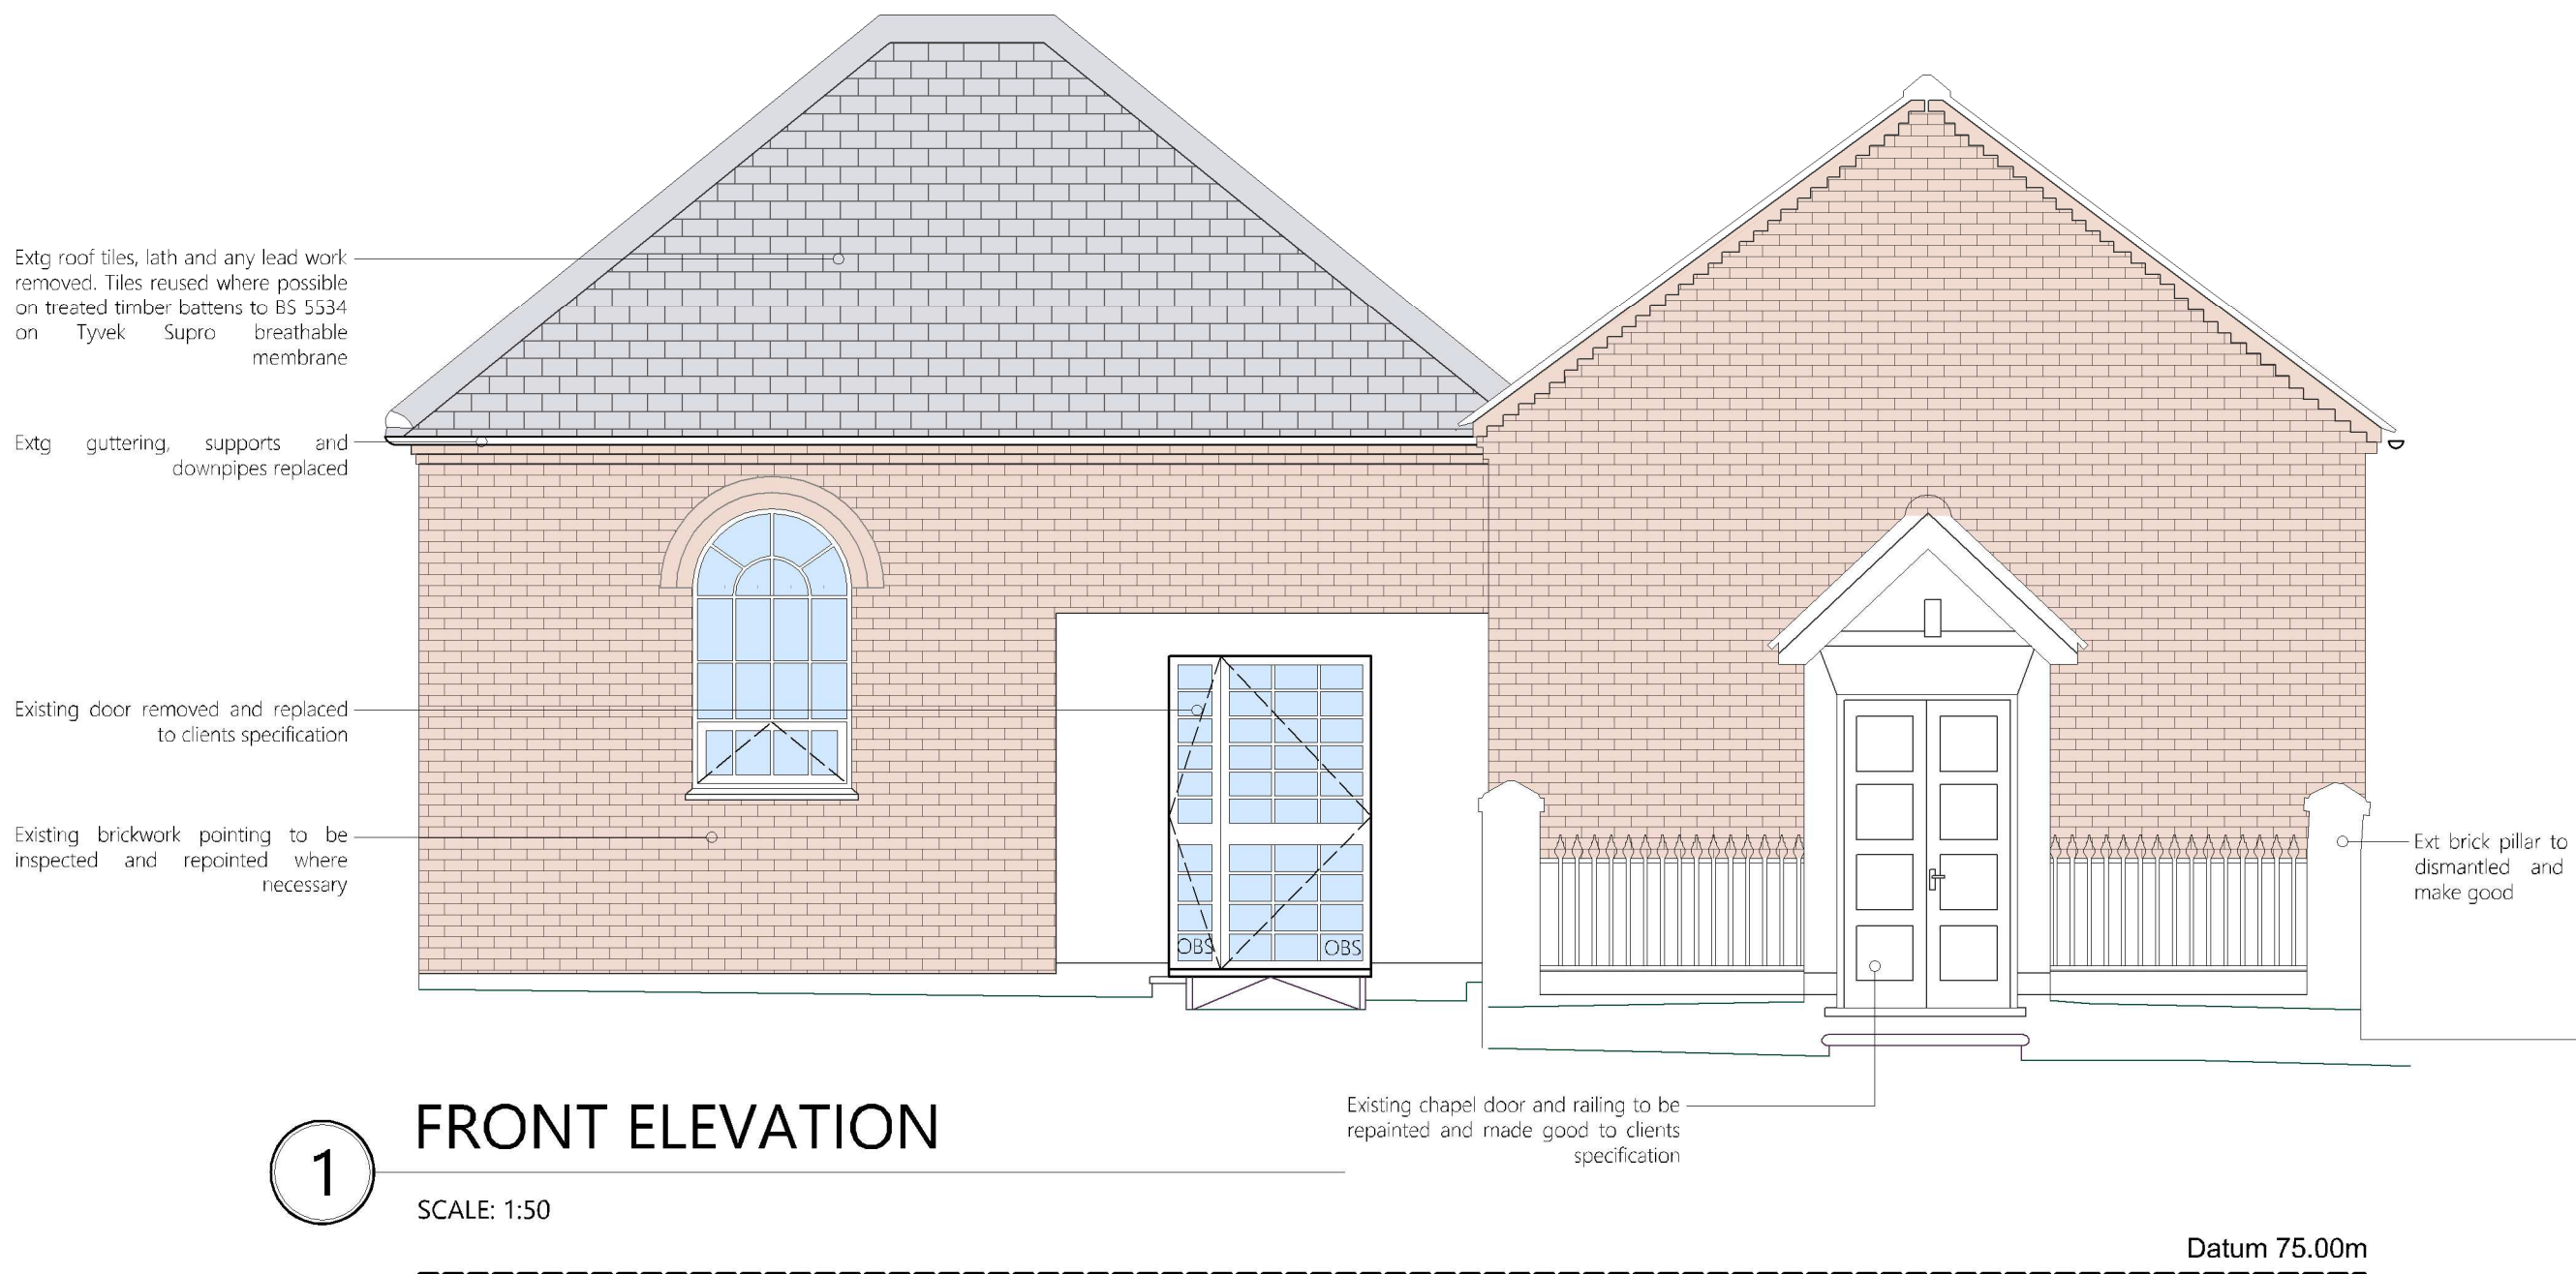 Extg roof tiles, lath and any lead work
removed. Tiles reused where possible
on treated timber battens to BS 5534
on Tyvek Supro breathable
membrane
Extg guttering, supports and
downpipes replaced
Existing door removed and replaced
to clients specification
Existing brickwork pointing to be
inspected and repointed where
necessary
OBS
OBS
Ext brick pillar to
dismantled and
make good
Existing chapel door and railing to be
repainted and made good to clients
specification
1
FRONT ELEVATION
SCALE: 1:50
Datum 75.00m